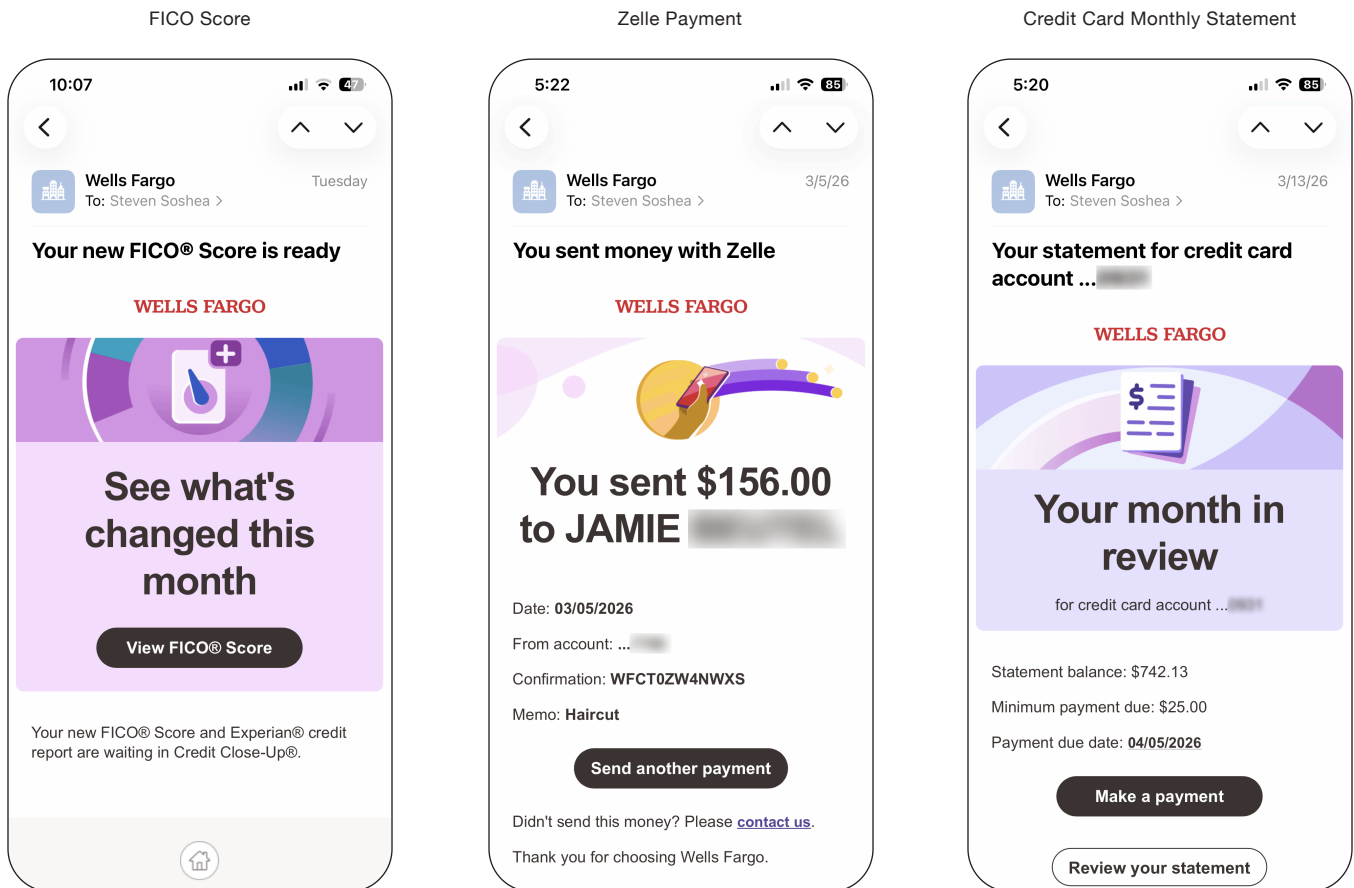 FICO Score
10:07
47
Wells Fargo
Tuesday
To: Steven Soshea
Your new FICO® Score is ready
WELLS FARGO
See what's
changed this
month
View FICO® Score
Your new FICO® Score and Experian® credit
report are waiting in Credit Close-Up®.
Zelle Payment
5:22
85
Wells Fargo
3/5/26
To: Steven Soshea
You sent money with Zelle
WELLS FARGO
You sent $156.00
to JAMIE
Date: 03/05/2026
From account: ...
Confirmation: WFCT0ZW4NWXS
Memo: Haircut
Send another payment
Didn't send this money? Please contact us.
Thank you for choosing Wells Fargo.
Credit Card Monthly Statement
5:20
85
Wells Fargo
3/13/26
To: Steven Soshea
Your statement for credit card
account ...
WELLS FARGO
$
Your month in
review
for credit card account ...
Statement balance: $742.13
Minimum payment due: $25.00
Payment due date: 04/05/2026
Make a payment
Review your statement